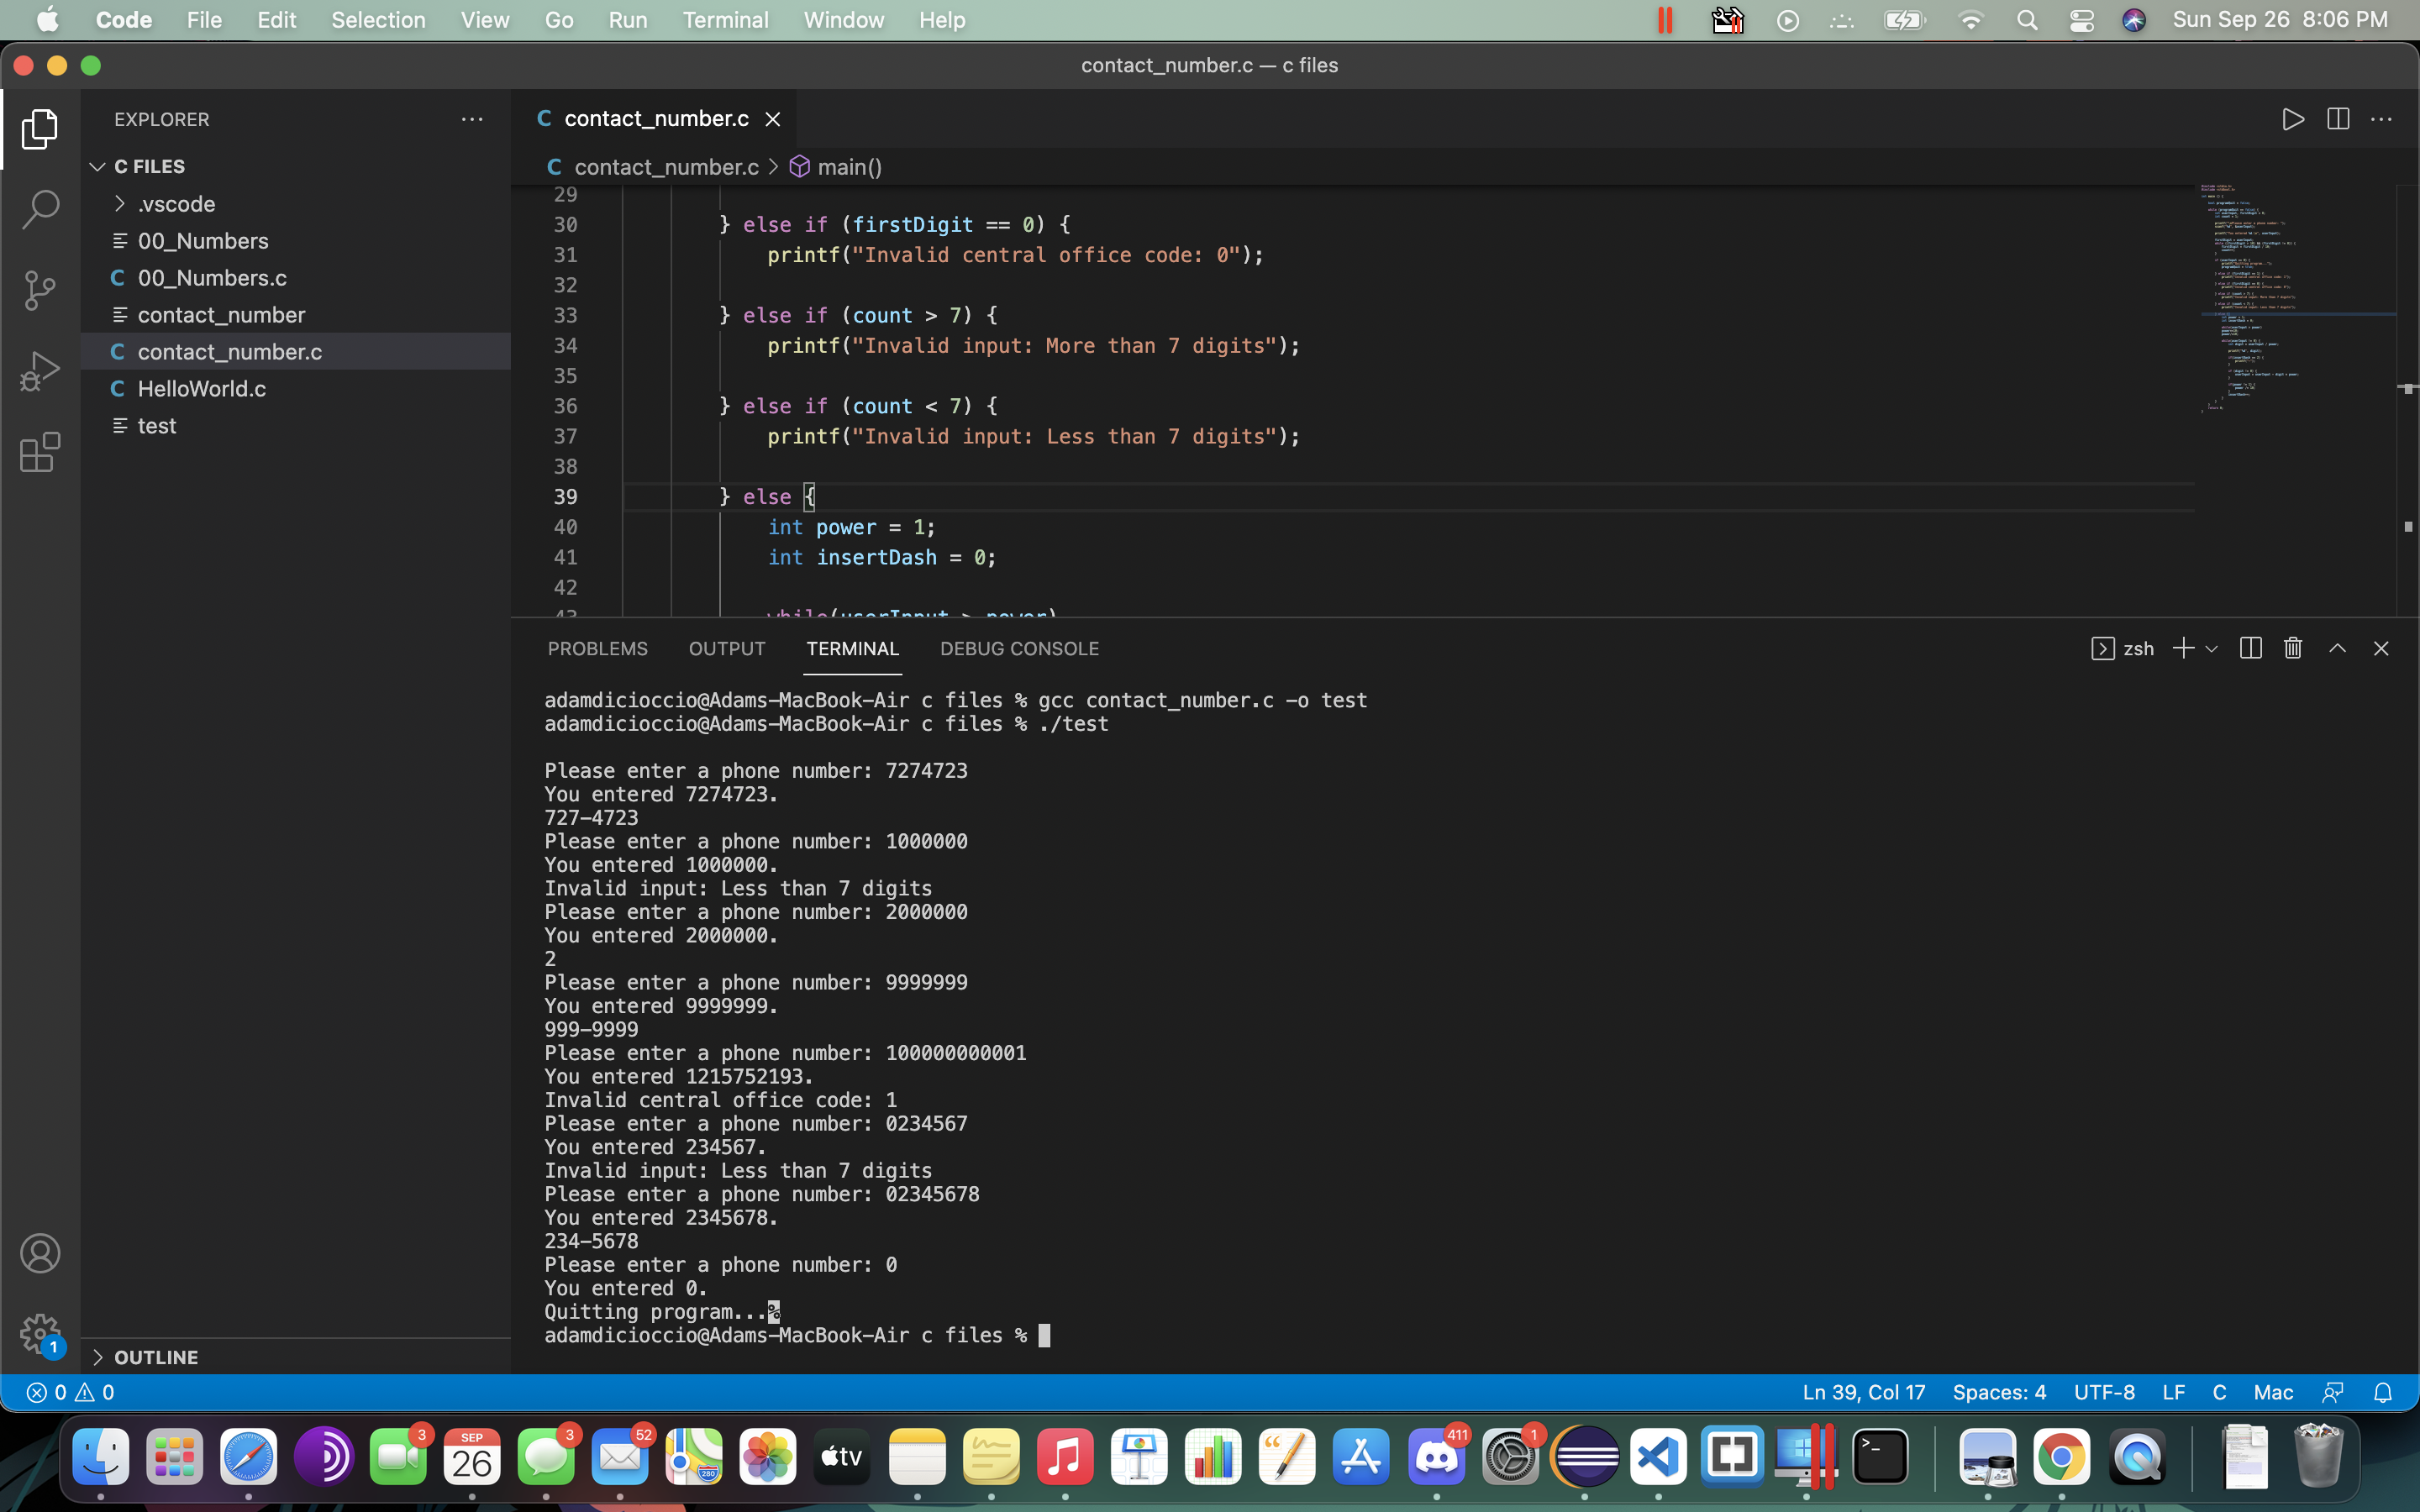 Code File Edit Selection View Go Run Terminal Window Help Sun Sep 26 8:06 PM
contact_number.c — c files
EXPLORER
C FILES
.vscode
00_Numbers
C 00_Numbers.c
contact_number
C contact_number.c
C HelloWorld.c
test
OUTLINE
C contact_number.c
C contact_number.c > main()
29
30 } else if (firstDigit == 0) {
31 printf("Invalid central office code: 0");
32
33 } else if (count > 7) {
34 printf("Invalid input: More than 7 digits");
35
36 } else if (count < 7) {
37 printf("Invalid input: Less than 7 digits");
38
39 } else {
40 int power = 1;
41 int insertDash = 0;
42
43 while(userInput > power)
PROBLEMS OUTPUT TERMINAL DEBUG CONSOLE zsh
adamdicioccio@Adams-MacBook-Air c files % gcc contact_number.c -o test
adamdicioccio@Adams-MacBook-Air c files % ./test
Please enter a phone number: 7274723
You entered 7274723.
727-4723
Please enter a phone number: 1000000
You entered 1000000.
Invalid input: Less than 7 digits
Please enter a phone number: 2000000
You entered 2000000.
2
Please enter a phone number: 9999999
You entered 9999999.
999-9999
Please enter a phone number: 100000000001
You entered 1215752193.
Invalid central office code: 1
Please enter a phone number: 0234567
You entered 234567.
Invalid input: Less than 7 digits
Please enter a phone number: 02345678
You entered 2345678.
234-5678
Please enter a phone number: 0
You entered 0.
Quitting program...%
adamdicioccio@Adams-MacBook-Air c files %
1
0 0 Ln 39, Col 17 Spaces: 4 UTF-8 LF C Mac
3 SEP 26 3 52 280 tv 411 1